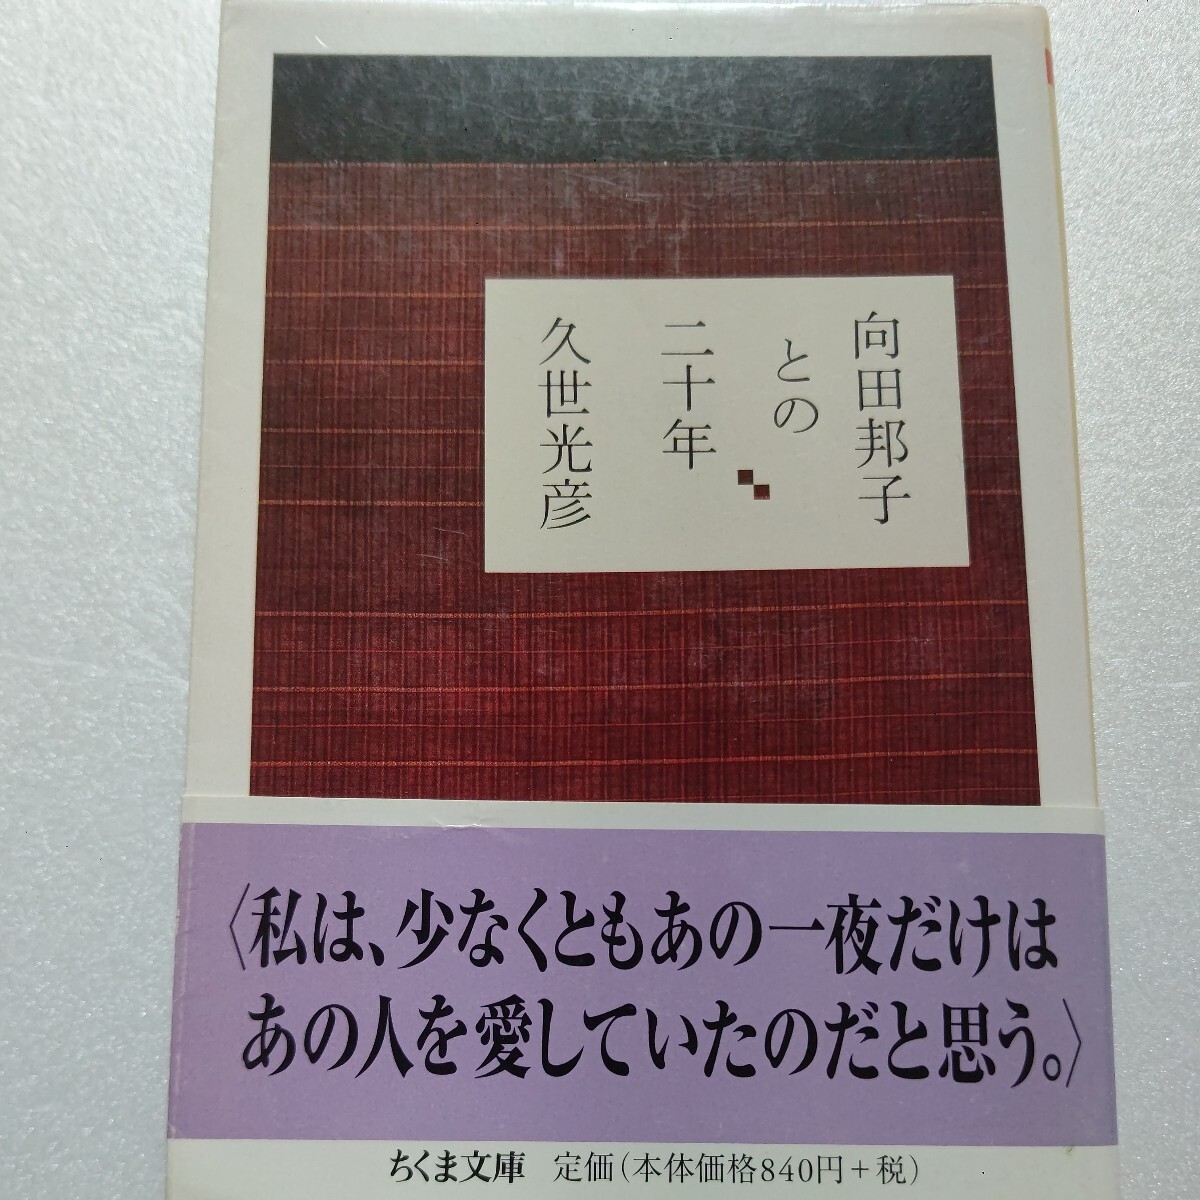 向田邦子
との
二十年
久世光彦
〈私は、少なくともあの一夜だけは
あの人を愛していたのだと思う。〉
ちくま文庫 定価(本体価格840円+税)